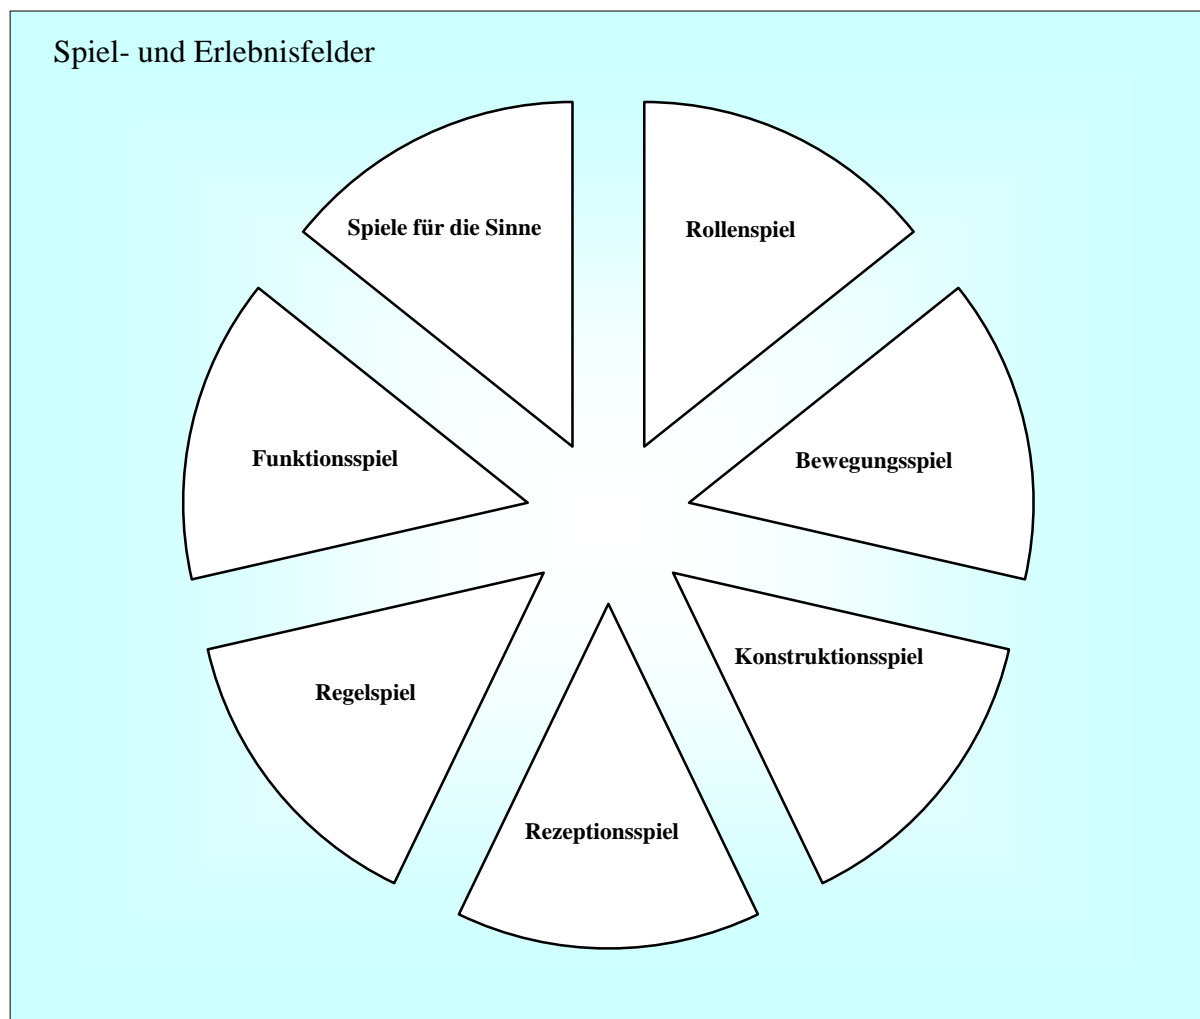 Spiel- und Erlebnisfelder
Spiele für die Sinne
Rollenspiel
Funktionsspiel
Bewegungsspiel
Konstruktionsspiel
Regelspiel
Rezeptionsspiel